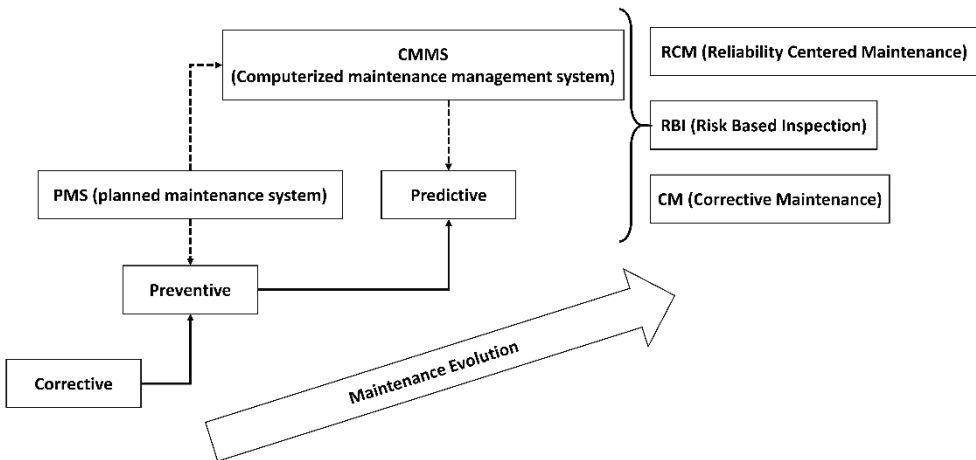 CMMS
(Computerized maintenance management system)
RCM (Reliability Centered Maintenance)
RBI (Risk Based Inspection)
PMS (planned maintenance system)
Predictive
CM (Corrective Maintenance)
Preventive
Maintenance Evolution
Corrective